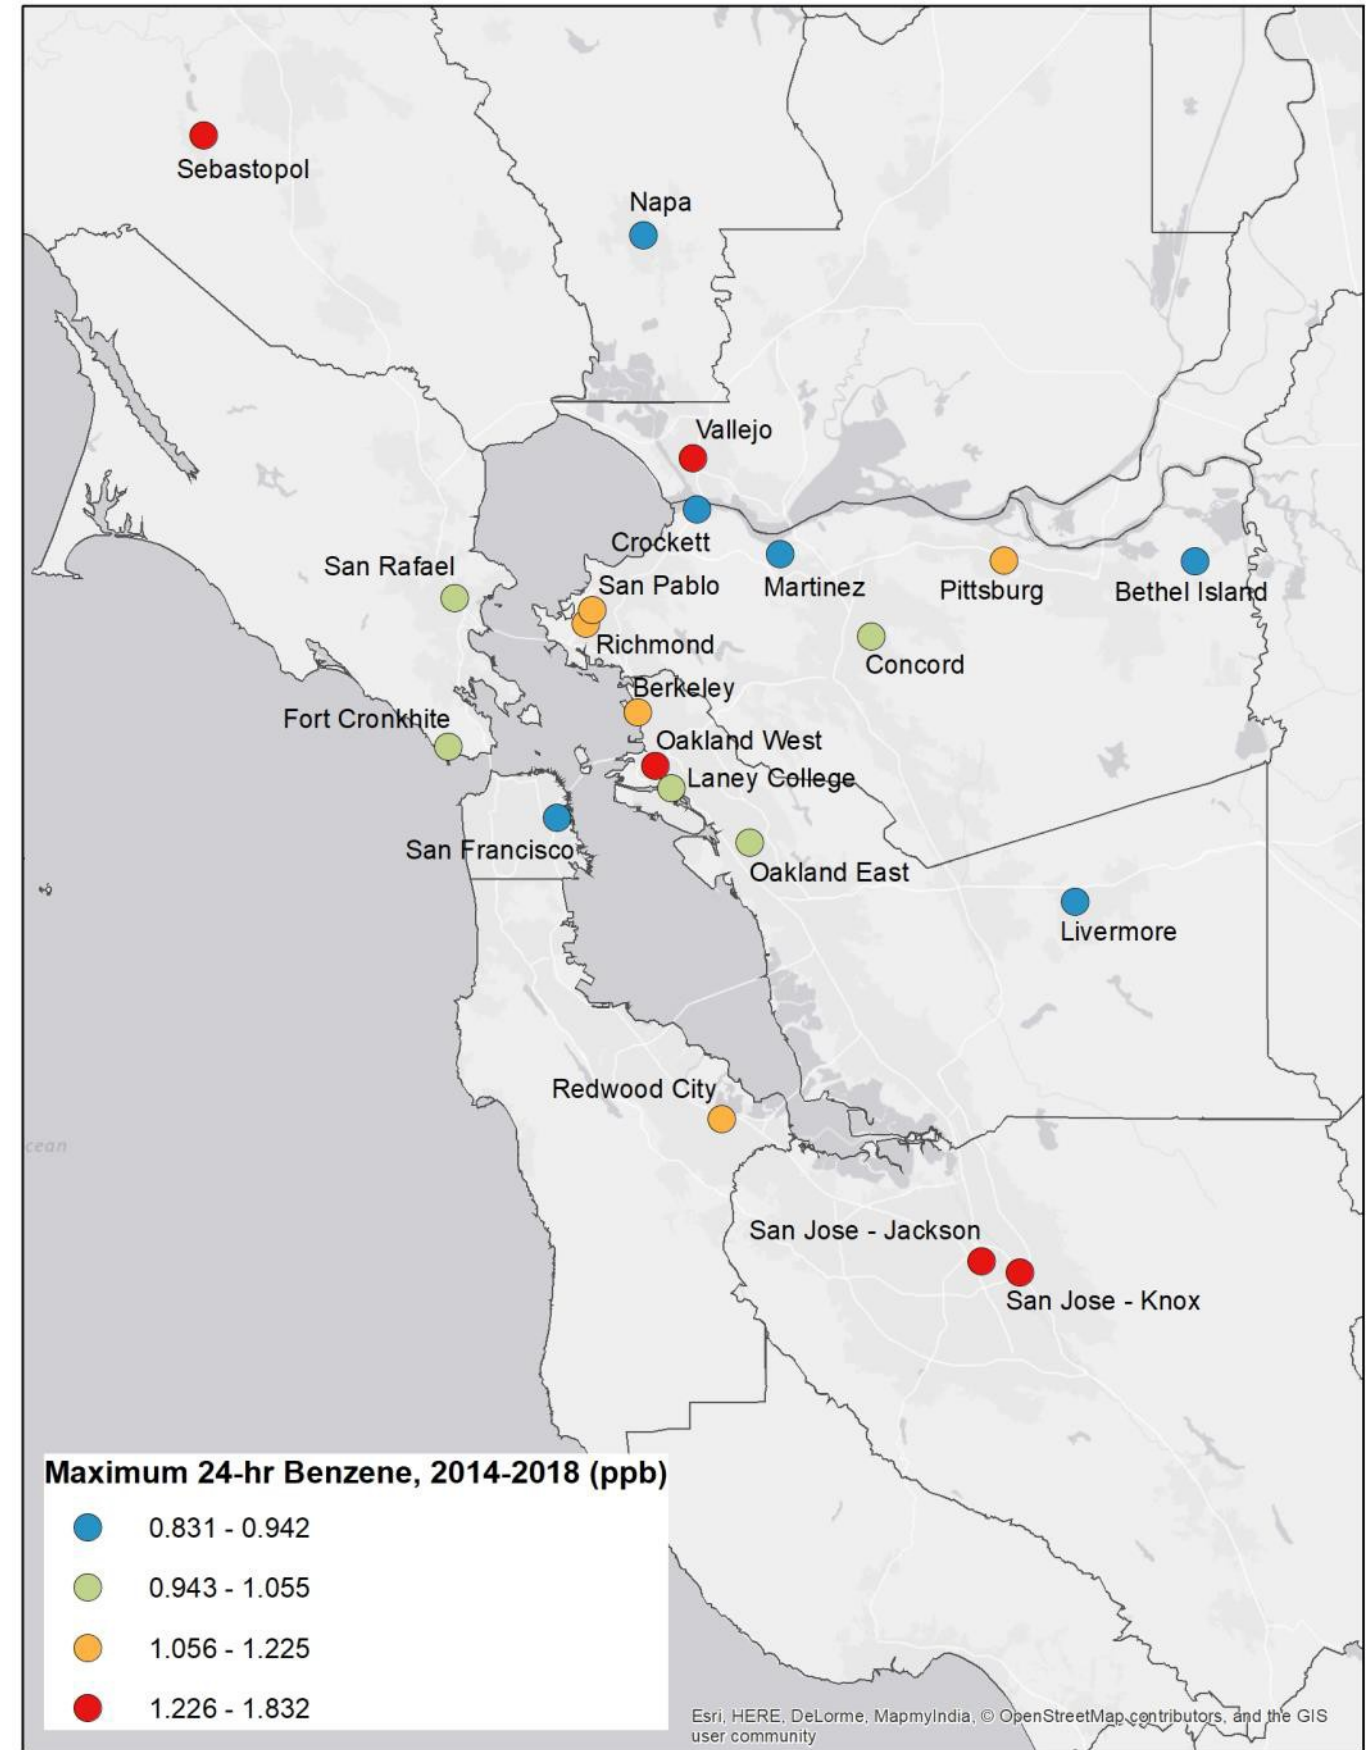 Sebastopol
Napa
Vallejo
Crockett
San Rafael
San Pablo
Martinez
Pittsburg
Bethel Island
Richmond
Concord
Berkeley
Fort Cronkhite
Oakland West
Laney College
San Francisco
Oakland East
Livermore
Redwood City
cean
San Jose - Jackson
San Jose - Knox
Maximum 24-hr Benzene, 2014-2018 (ppb)
0.831 - 0.942
0.943 - 1.055
1.056 - 1.225
1.226 - 1.832
Esri, HERE, DeLorme, MapmyIndia, © OpenStreetMap contributors, and the GIS
user community